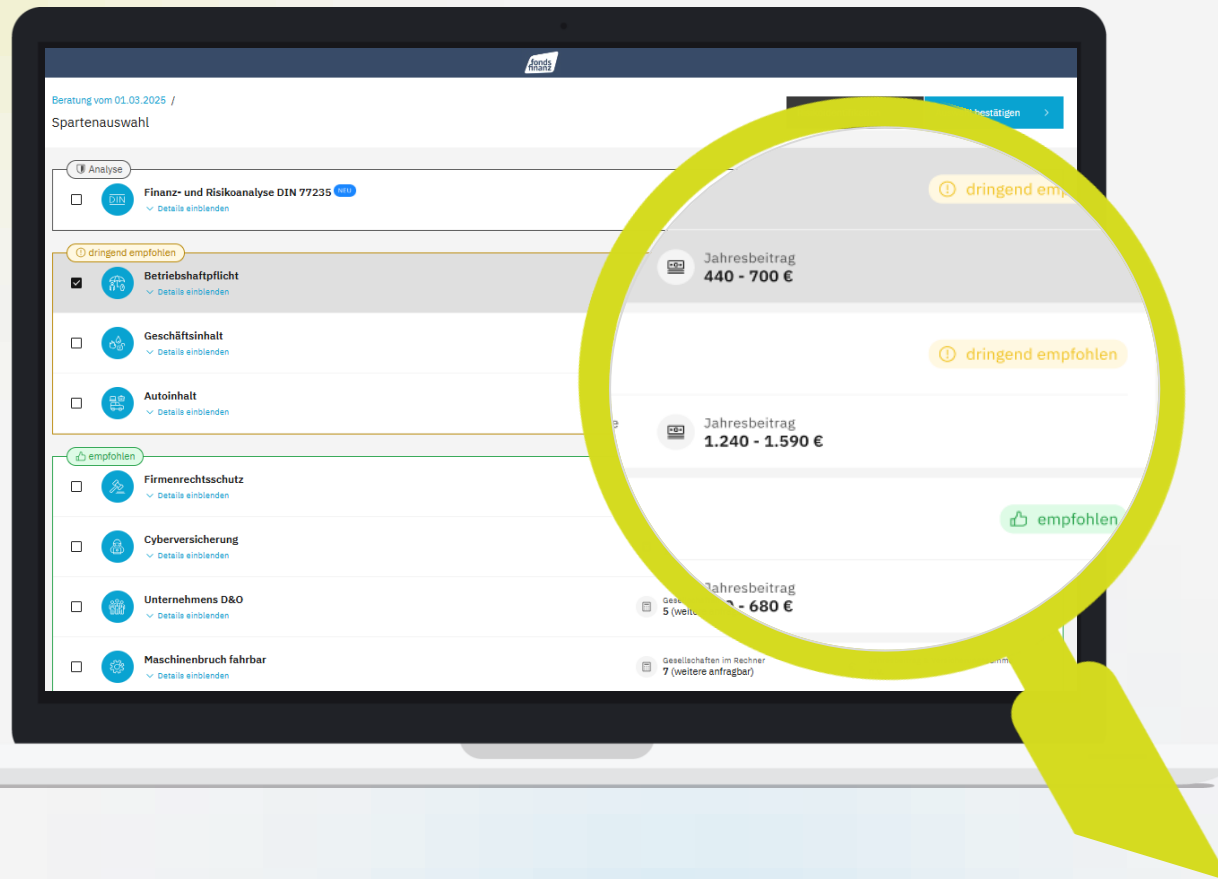 fonds
finanz
Beratung vom 01.03.2025 /
Spartenauswahl
bestätigen
Analyse
DIN
Finanz- und Risikoanalyse DIN 77235 NEU
Details einblenden
dringend empfohlen
Betriebshaftpflicht
Details einblenden
Geschäftsinhalt
Details einblenden
Autoinhalt
Details einblenden
empfohlen
Firmenrechtsschutz
Details einblenden
Cyberversicherung
Details einblenden
Unternehmens D&O
Details einblenden
5
Maschinenbruch fahrbar
Details einblenden
Gesellschaften im Rechner
7 (weitere anfragbar)
dringend
Jahresbeitrag
440 - 700 €
dringend empfohlen
Jahresbeitrag
1.240 - 1.590 €
empfohlen
Jahresbeitrag
- 680 €